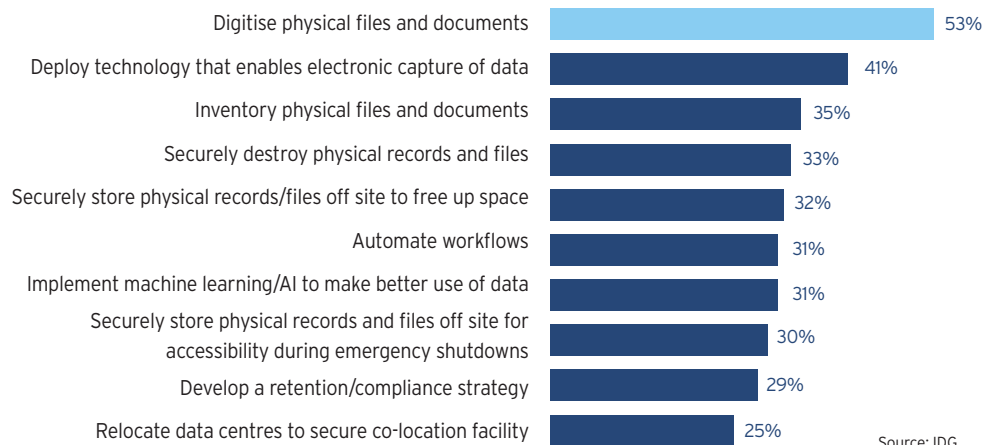 Digitise physical files and documents 53%
Deploy technology that enables electronic capture of data 41%
Inventory physical files and documents 35%
Securely destroy physical records and files 33%
Securely store physical records/files off site to free up space 32%
Automate workflows 31%
Implement machine learning/AI to make better use of data 31%
Securely store physical records and files off site for
accessibility during emergency shutdowns 30%
Develop a retention/compliance strategy 29%
Relocate data centres to secure co-location facility 25%
Source: IDG